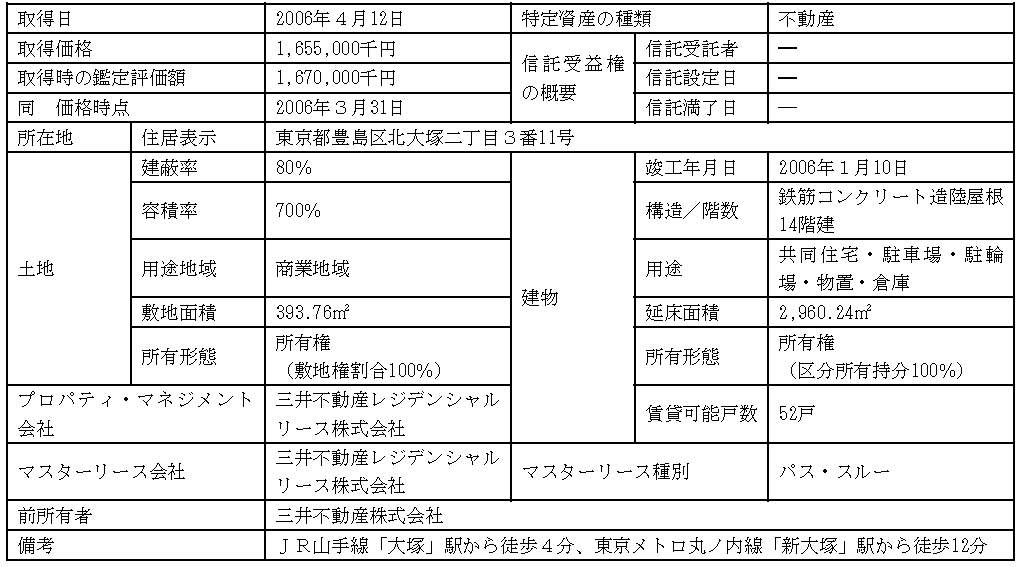 取得日 2006年４月12日 特定資産の種類 不動産
取得価格 1,655,000千円 信託受益権の概要 信託受託者 ―
取得時の鑑定評価額 1,670,000千円 信託設定日 ―
同　価格時点 2006年３月31日 信託満了日 ―
所在地 住居表示 東京都豊島区北大塚二丁目３番11号
土地 建蔽率 80% 建物 竣工年月日 2006年１月10日
容積率 700% 構造／階数 鉄筋コンクリート造陸屋根
14階建
用途地域 商業地域 用途 共同住宅・駐車場・駐輪
場・物置・倉庫
敷地面積 393.76㎡ 延床面積 2,960.24㎡
所有形態 所有権
（敷地権割合100%）
所有形態 所有権
（区分所有持分100%）
プロパティ・マネジメント
会社
三井不動産レジデンシャル
リース株式会社
賃貸可能戸数 52戸
マスターリース会社 三井不動産レジデンシャル
リース株式会社
マスターリース種別 パス・スルー
前所有者 三井不動産株式会社
備考 ＪＲ山手線「大塚」駅から徒歩４分、東京メトロ丸ノ内線「新大塚」駅から徒歩12分